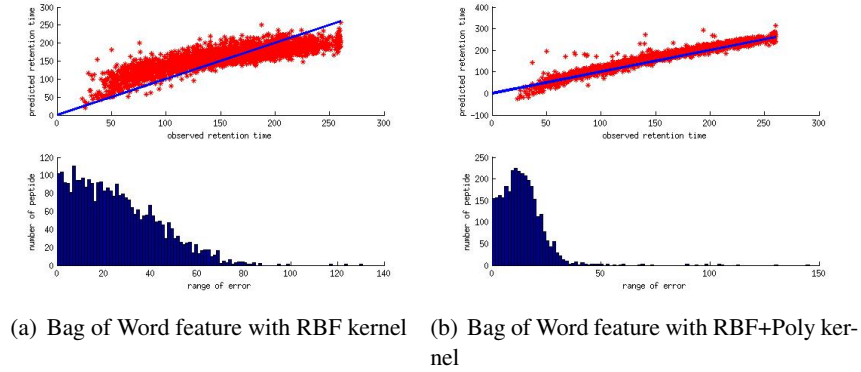 300
250
200
150
100
50
0
predicted retention time
0 50 100 150 200 250 300
observed retention time
120
100
80
60
40
20
0
number of peptide
0 20 40 60 80 100 120 140
range of error
(a) Bag of Word feature with RBF kernel
400
300
200
100
0
-100
predicted retention time
0 50 100 150 200 250 300
observed retention time
250
200
150
100
50
0
number of peptide
0 50 100 150
range of error
(b) Bag of Word feature with RBF+Poly ker-
nel